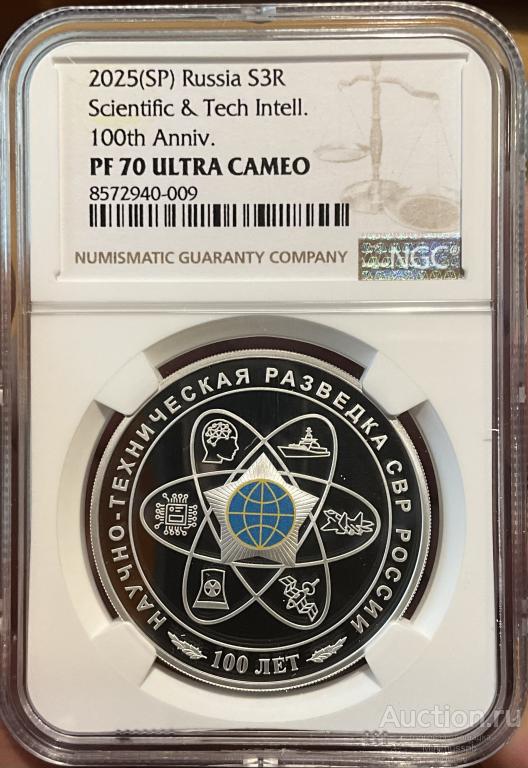 2025(SP) Russia S3R
Scientific & Tech Intell.
100th Anniv.
PF 70 ULTRA CAMEO
8572940-009
NUMISMATIC GUARANTY COMPANY
NGC
НАУЧНО-ТЕХНИЧЕСКАЯ РАЗВЕДКА СВР РОССИИ
100 ЛЕТ
Auction.ru